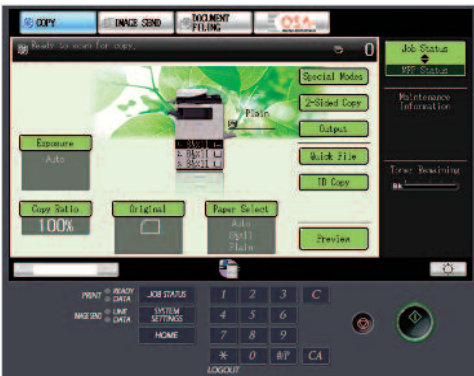 COPY
IMAGE SEND
DOCUMENT
FILING
OSA
Ready to scan for copy.
0
Job Status
MFP Status
Special Modes
2-Sided Copy
Output
Quick File
ID Copy
Preview
Plain
Maintenance
Information
Toner Remaining
Exposure
Auto
Copy Ratio
100%
Original
Paper Select
Auto
8½x11
Plain
PRINT READY
DATA
JOB STATUS
IMAGE SEND LINE
DATA
SYSTEM
SETTINGS
HOME
1 2 3 C
4 5 6
7 8 9
* 0 #/P CA
LOGOUT